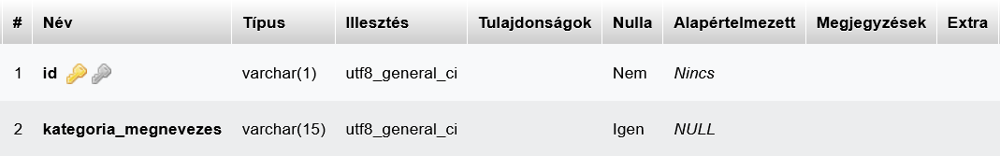 # Név Típus Illesztés Tulajdonságok Nulla Alapértelmezett Megjegyzések Extra
1 id varchar(1) utf8_general_ci Nem Nincs
2 kategoria_megnevezes varchar(15) utf8_general_ci Igen NULL